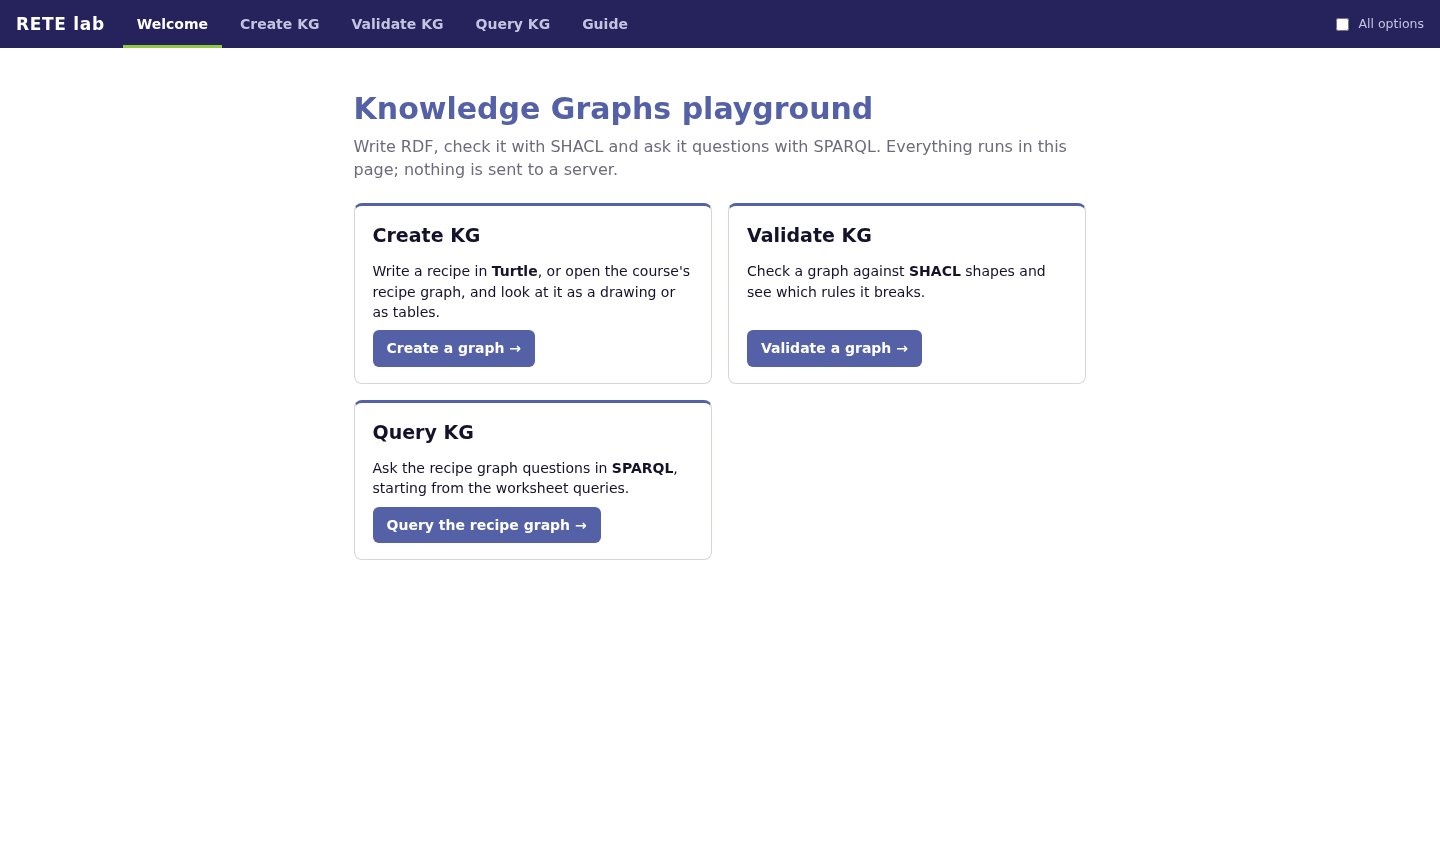 RETE lab
Welcome
Create KG
Validate KG
Query KG
Guide
All options
Knowledge Graphs playground
Write RDF, check it with SHACL and ask it questions with SPARQL. Everything runs in this
page; nothing is sent to a server.
Create KG
Write a recipe in Turtle, or open the course's
recipe graph, and look at it as a drawing or
as tables.
Create a graph →
Validate KG
Check a graph against SHACL shapes and
see which rules it breaks.
Validate a graph →
Query KG
Ask the recipe graph questions in SPARQL,
starting from the worksheet queries.
Query the recipe graph →